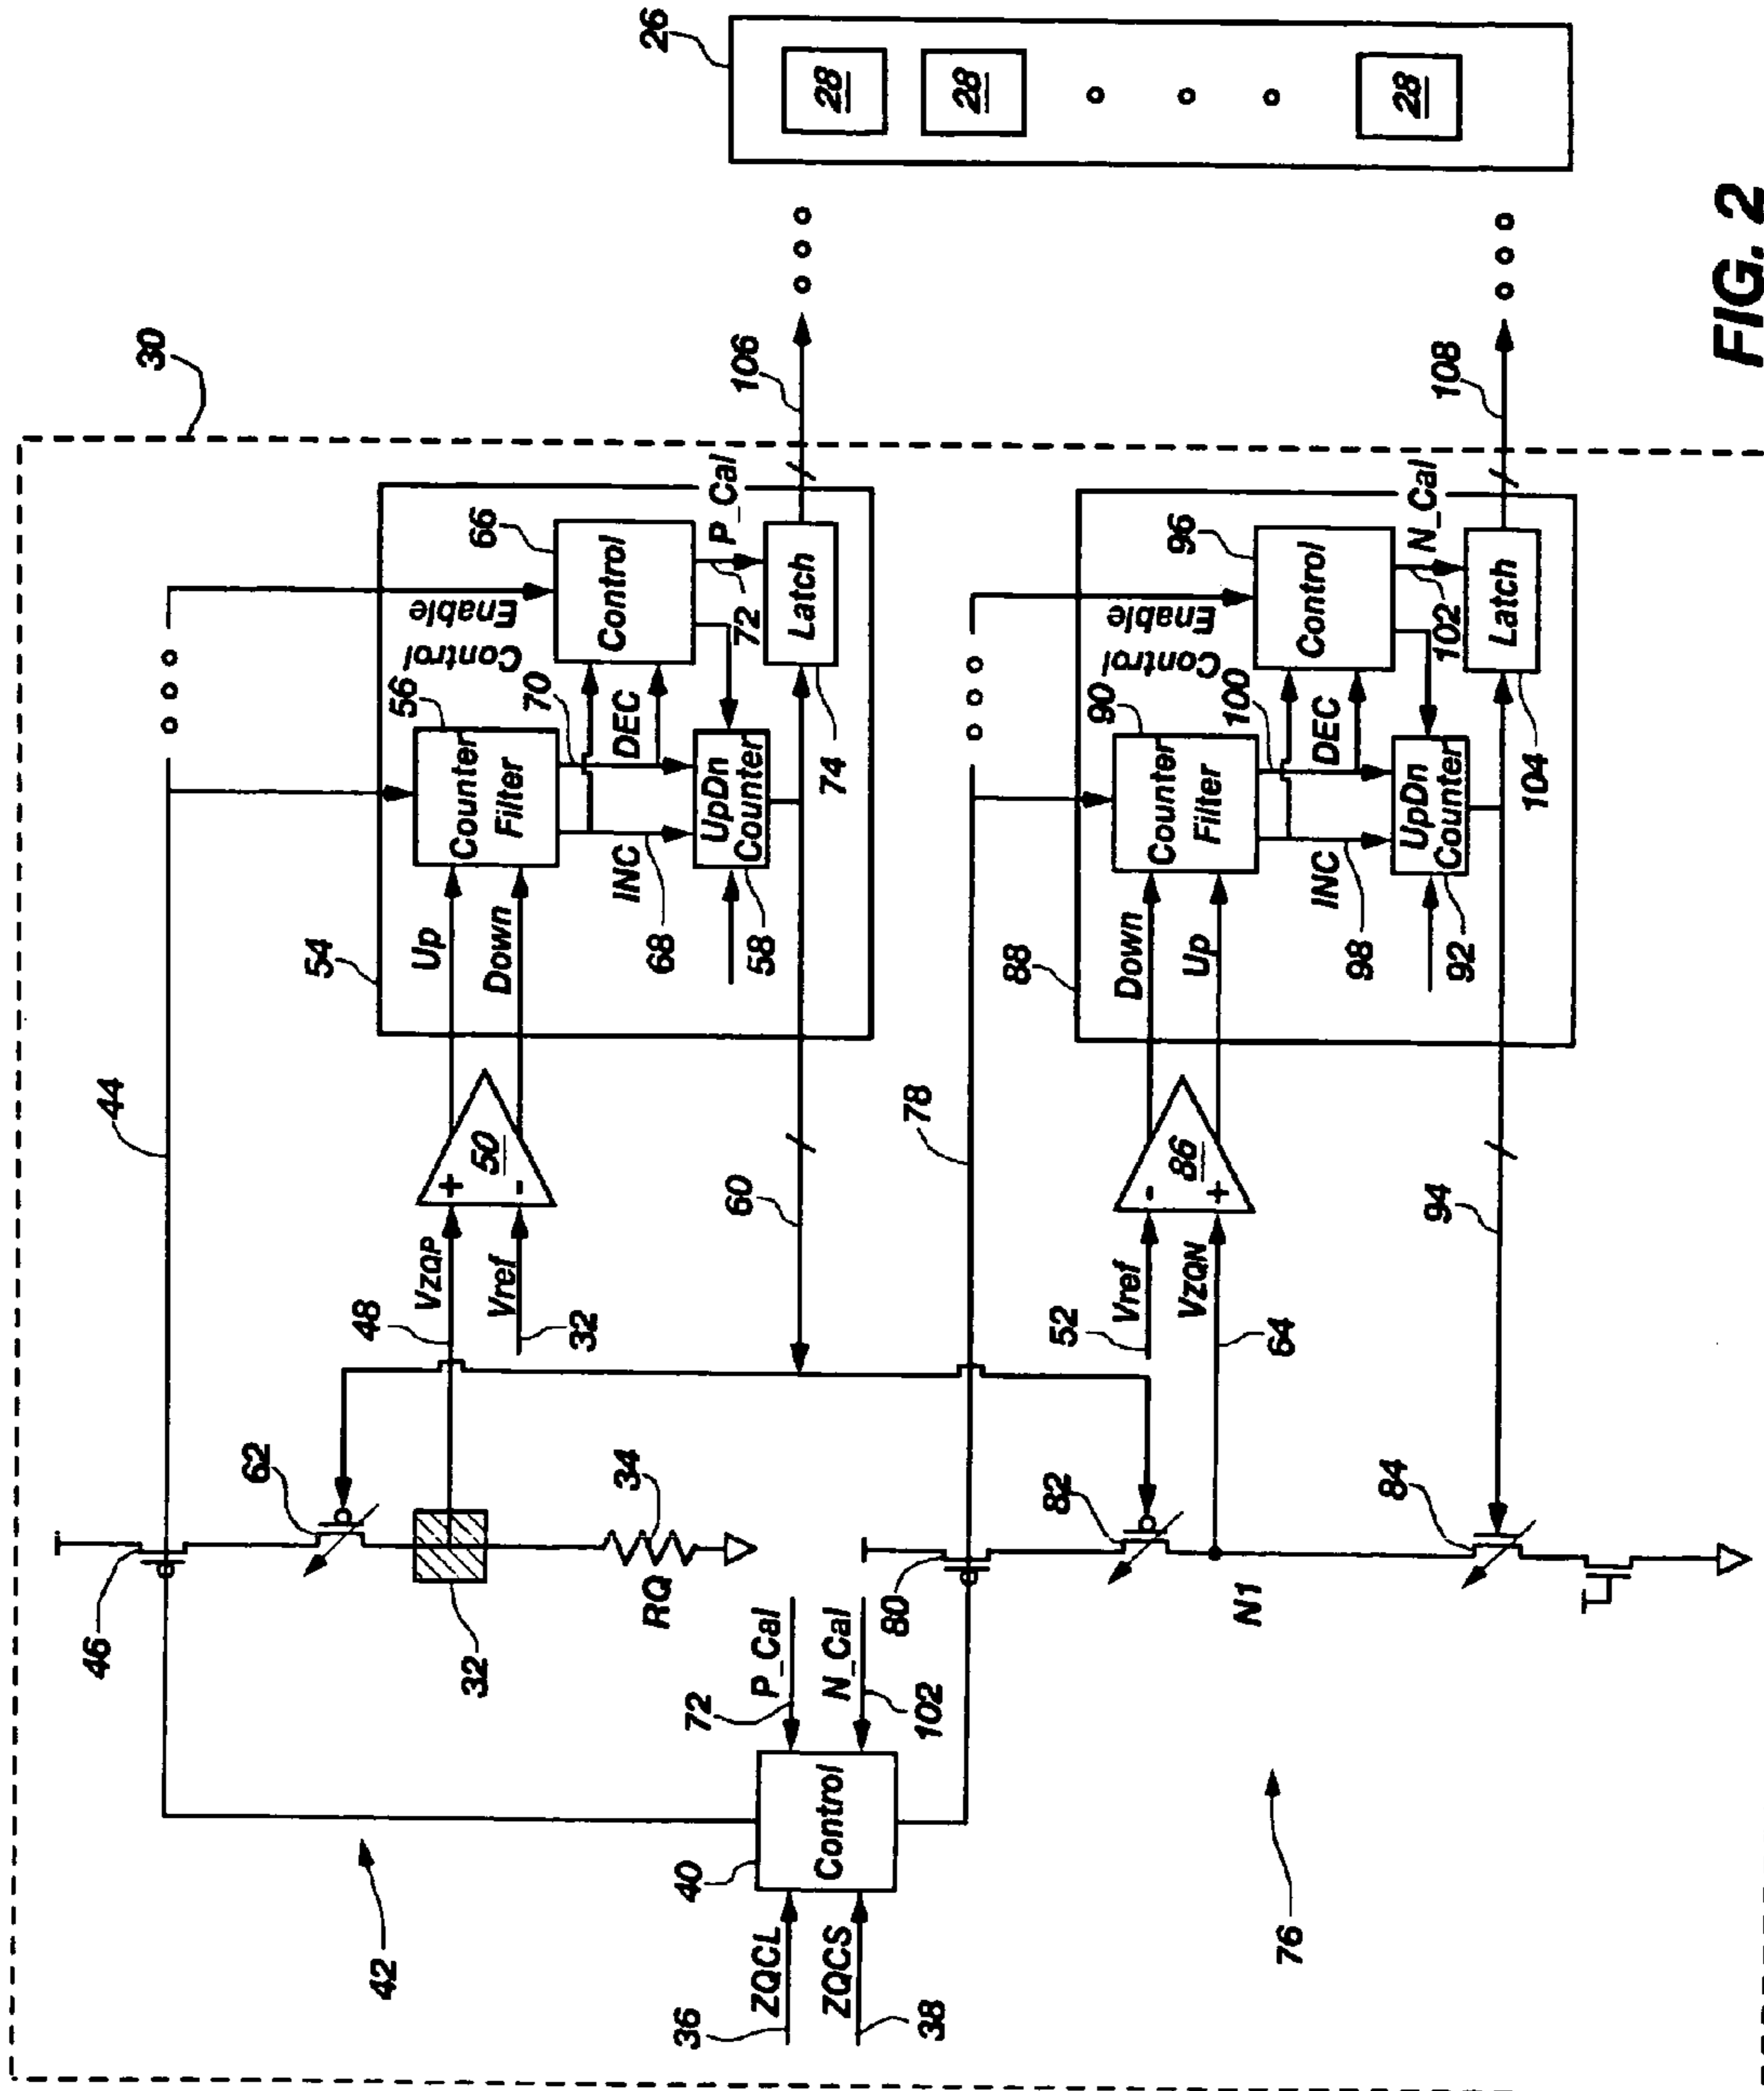 30
26
28
28
28
44
46
62
54
56
Counter
Filter
Control
Enable
66
Control
Up
Down
50
+
-
VZQP
48
Vref
32
32
34
RQ
INC
68
70
DEC
UpDn
Counter
58
P_Cal
72
Latch
74
106
60
42
36
ZQCL
38
ZQCS
40
Control
72
P_Cal
N_Cal
102
78
80
82
88
90
Counter
Filter
Control
Enable
96
Control
Down
Up
86
-
+
52
Vref
VZQN
64
N1
INC
98
100
DEC
UpDn
Counter
92
N_Cal
102
Latch
104
108
94
84
76
FIG. 2